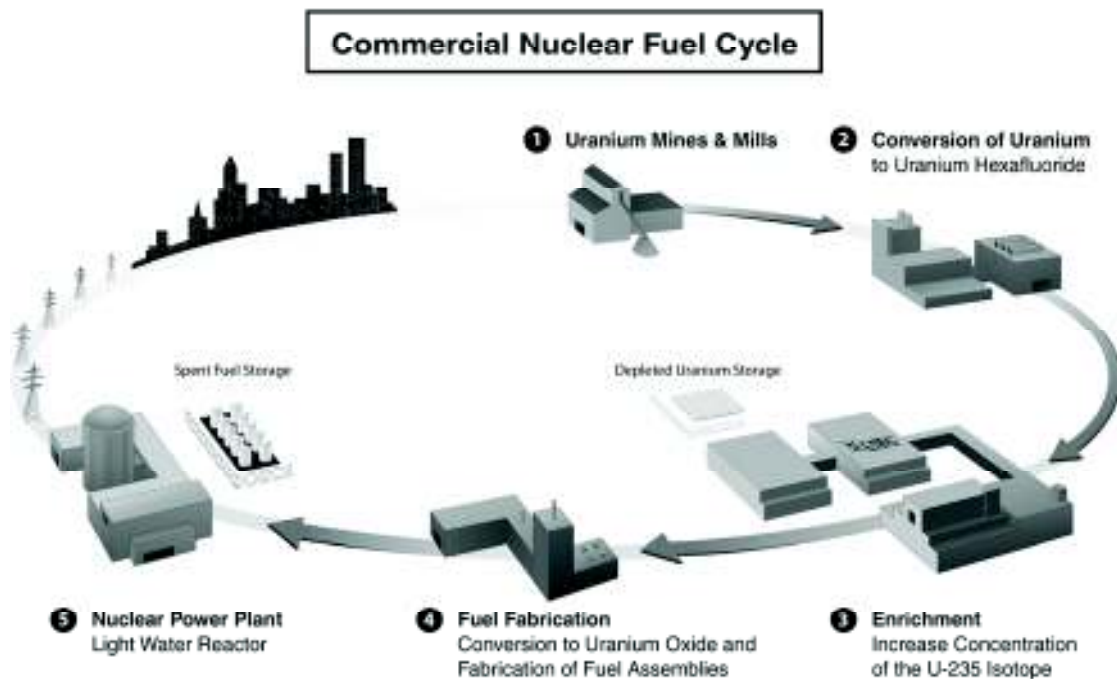 Commercial Nuclear Fuel Cycle
1 Uranium Mines & Mills
2 Conversion of Uranium
to Uranium Hexafluoride
Spent Fuel Storage
Depleted Uranium Storage
5 Nuclear Power Plant
Light Water Reactor
4 Fuel Fabrication
Conversion to Uranium Oxide and
Fabrication of Fuel Assemblies
3 Enrichment
Increase Concentration
of the U-235 Isotope